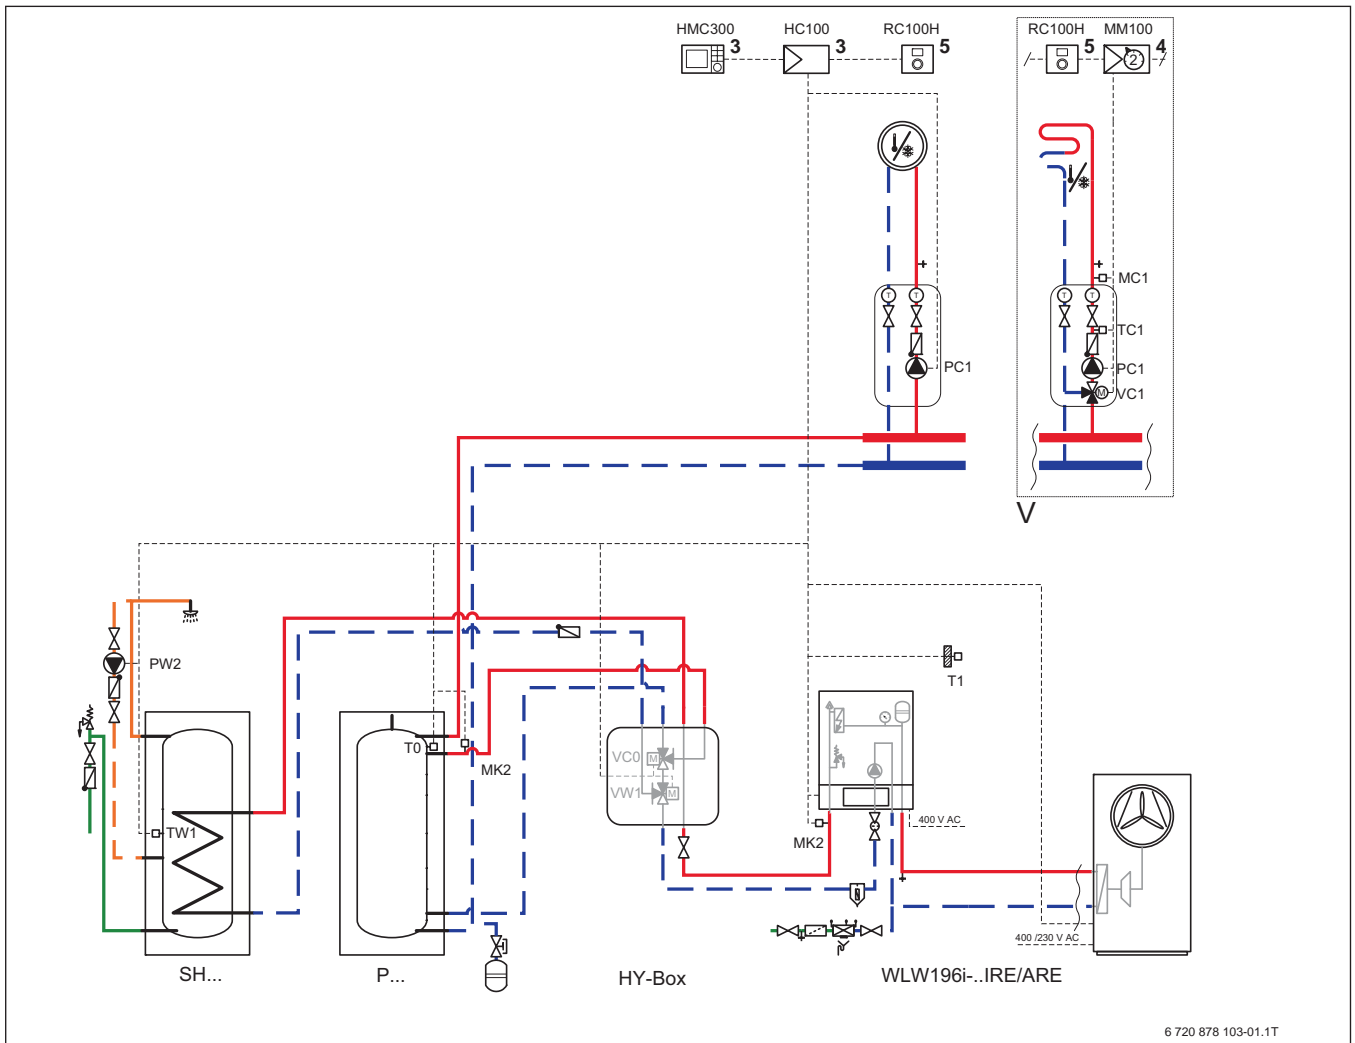 HMC300 HC100 RC100H RC100H MM100
3 3 5 5 4
2
MC1
T T T T
TC1
PC1 PC1
M VC1
V
PW2
T1
T0
VC0 M
MK2
VW1 M
TW1
400 V AC
MK2
400 /230 V AC
SH... P... HY-Box WLW196i-..IRE/ARE
6 720 878 103-01.1T